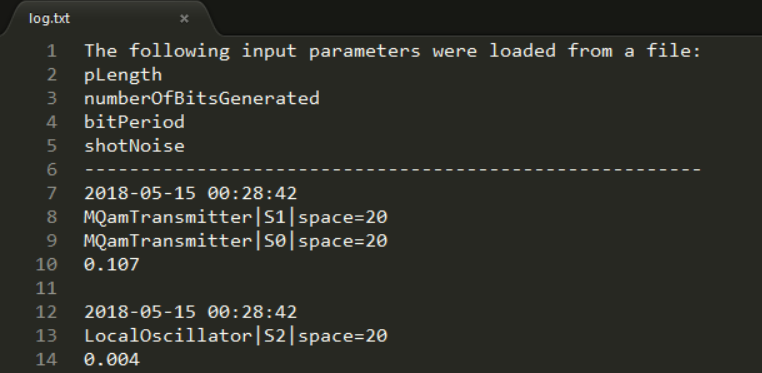 log.txt ×
1 The following input parameters were loaded from a file:
2 pLength
3 numberOfBitsGenerated
4 bitPeriod
5 shotNoise
6 -------------------------------------------------------
7 2018-05-15 00:28:42
8 MQamTransmitter|S1|space=20
9 MQamTransmitter|S0|space=20
10 0.107
11
12 2018-05-15 00:28:42
13 LocalOscillator|S2|space=20
14 0.004